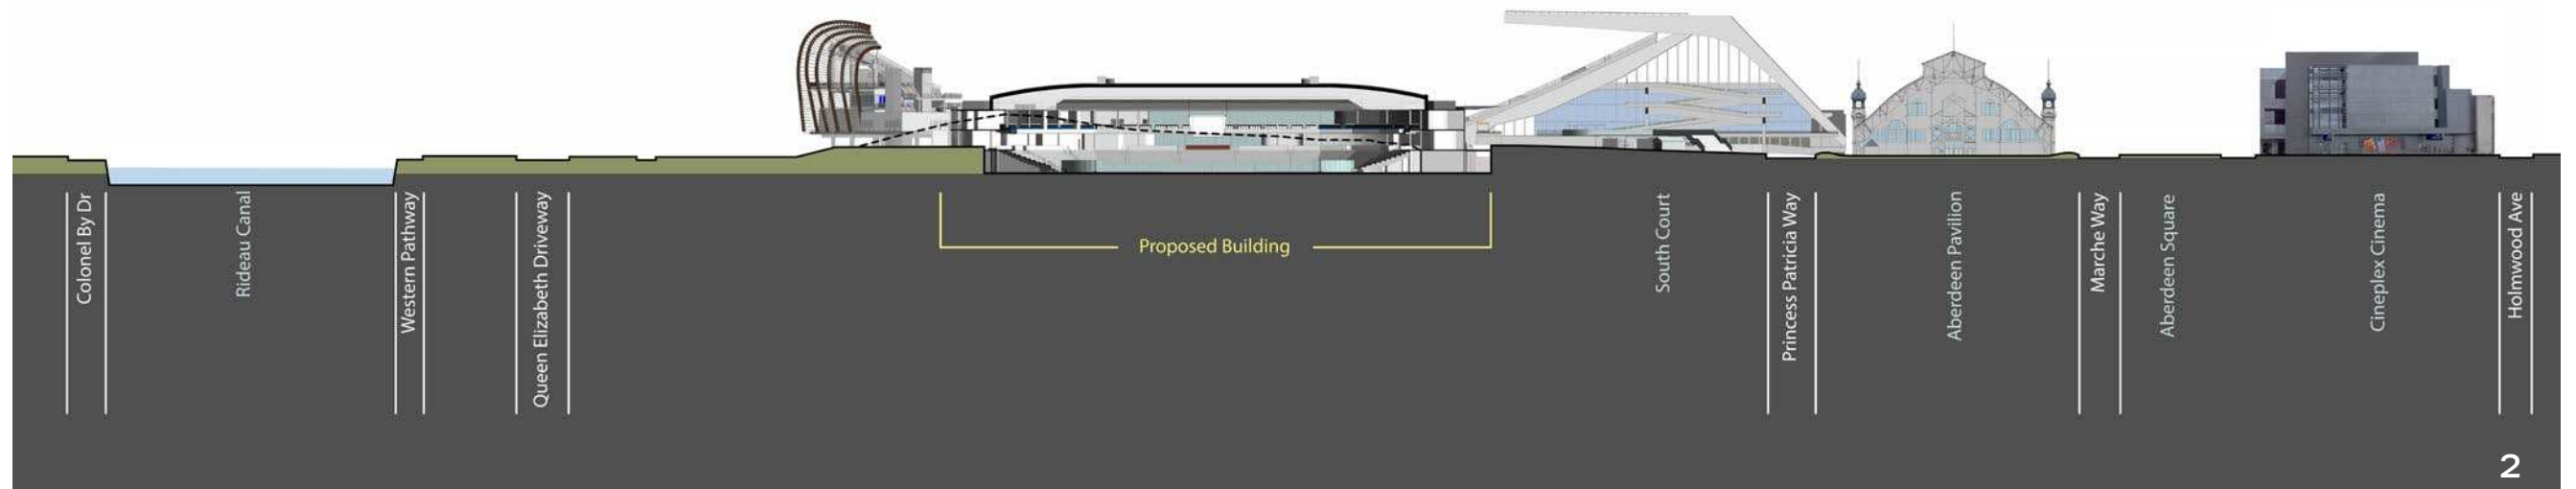 Colonel By Dr
Rideau Canal
Western Pathway
Queen Elizabeth Driveway
Proposed Building
South Court
Princess Patricia Way
Aberdeen Pavilion
Marche Way
Aberdeen Square
Cineplex Cinema
Holmwood Ave
2